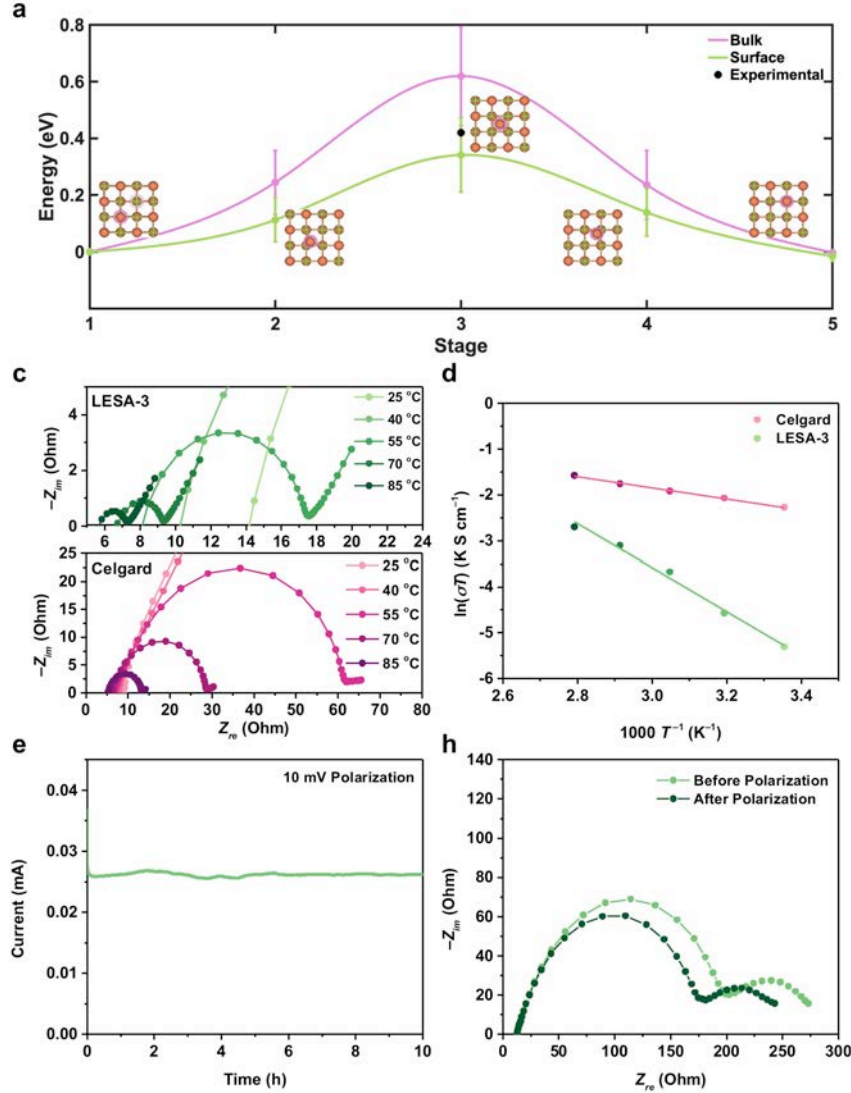 a
0.8
0.6
0.4
0.2
0
Energy (eV)
Bulk
Surface
Experimental
1 2 3 4 5
Stage
c
LESA-3
4
2
0
−Zim (Ohm)
25 °C
40 °C
55 °C
70 °C
85 °C
6 8 10 12 14 16 18 20 22 24
Celgard
25
20
15
10
5
0
−Zim (Ohm)
25 °C
40 °C
55 °C
70 °C
85 °C
0 10 20 30 40 50 60 70 80
Zre (Ohm)
d
0
-1
-2
-3
-4
-5
-6
ln(σT) (K S cm⁻¹)
Celgard
LESA-3
2.6 2.8 3.0 3.2 3.4 3.6
1000 T⁻¹ (K⁻¹)
e
10 mV Polarization
0.04
0.03
0.02
0.01
0.00
Current (mA)
0 2 4 6 8 10
Time (h)
h
140
120
100
80
60
40
20
0
−Zim (Ohm)
Before Polarization
After Polarization
0 50 100 150 200 250 300
Zre (Ohm)